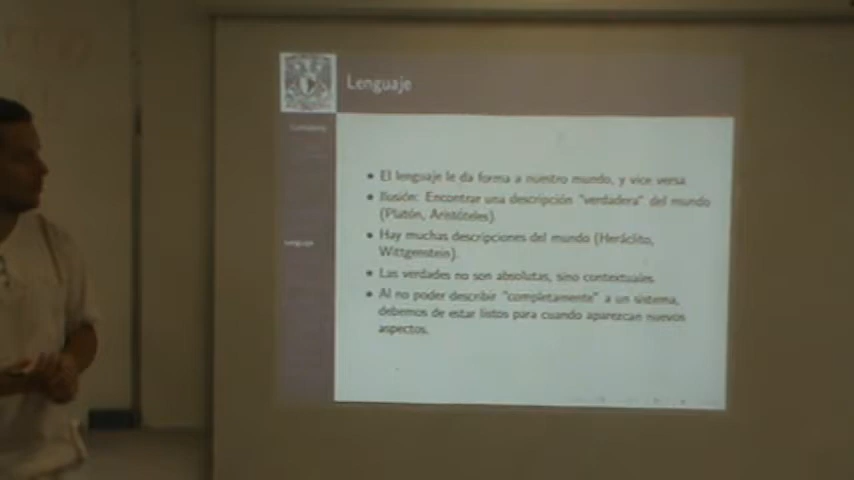 Lenguaje
Lenguaje
• El lenguaje le da forma a nuestro mundo, y vice versa.
• Ilusión: Encontrar una descripción "verdadera" del mundo
(Platón, Aristóteles).
• Hay muchas descripciones del mundo (Heráclito,
Wittgenstein).
• Las verdades no son absolutas, sino contextuales.
• Al no poder describir "completamente" a un sistema,
debemos de estar listos para cuando aparezcan nuevos
aspectos.